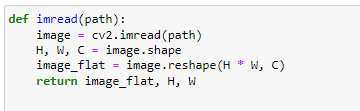 def imread(path):
    image = cv2.imread(path)
    H, W, C = image.shape
    image_flat = image.reshape(H * W, C)
    return image_flat, H, W